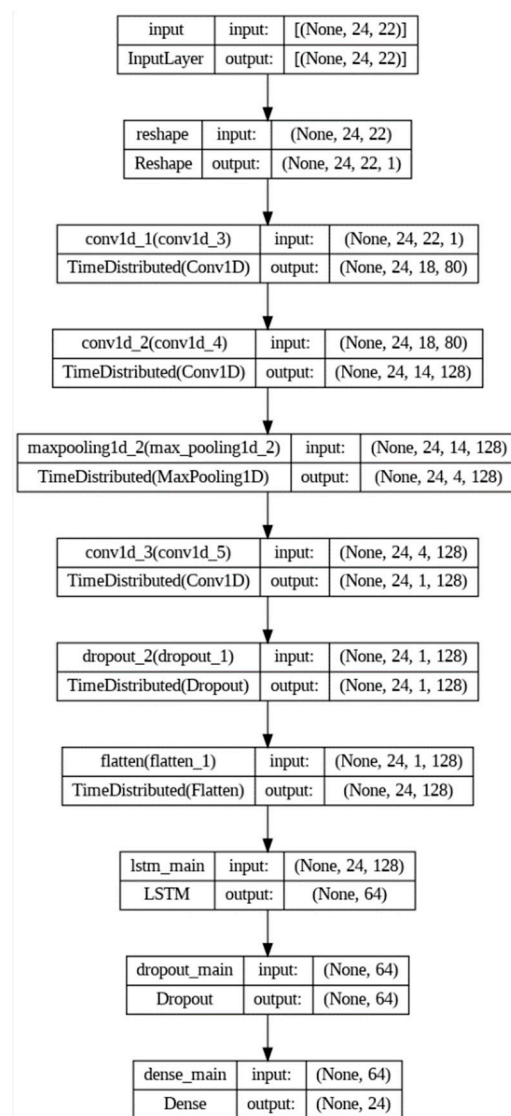 input input: [(None, 24, 22)]
InputLayer output: [(None, 24, 22)]
reshape input: (None, 24, 22)
Reshape output: (None, 24, 22, 1)
conv1d_1(conv1d_3) input: (None, 24, 22, 1)
TimeDistributed(Conv1D) output: (None, 24, 18, 80)
conv1d_2(conv1d_4) input: (None, 24, 18, 80)
TimeDistributed(Conv1D) output: (None, 24, 14, 128)
maxpooling1d_2(max_pooling1d_2) input: (None, 24, 14, 128)
TimeDistributed(MaxPooling1D) output: (None, 24, 4, 128)
conv1d_3(conv1d_5) input: (None, 24, 4, 128)
TimeDistributed(Conv1D) output: (None, 24, 1, 128)
dropout_2(dropout_1) input: (None, 24, 1, 128)
TimeDistributed(Dropout) output: (None, 24, 1, 128)
flatten(flatten_1) input: (None, 24, 1, 128)
TimeDistributed(Flatten) output: (None, 24, 128)
lstm_main input: (None, 24, 128)
LSTM output: (None, 64)
dropout_main input: (None, 64)
Dropout output: (None, 64)
dense_main input: (None, 64)
Dense output: (None, 24)